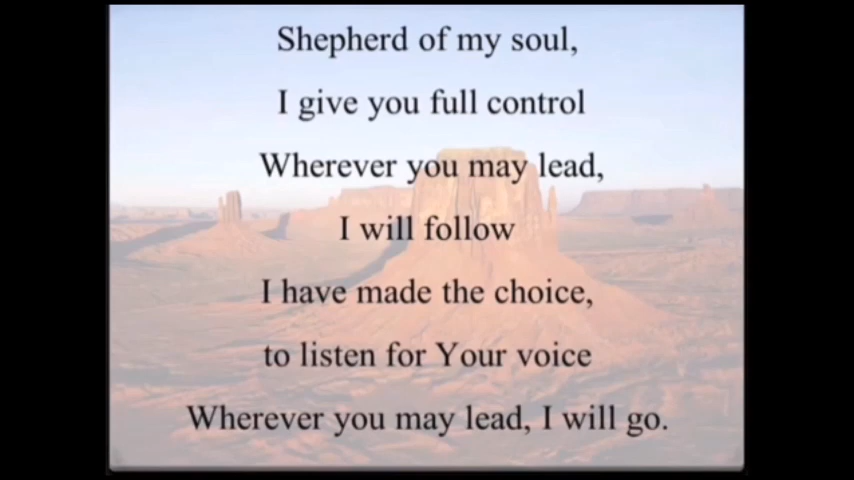 Shepherd of my soul,
I give you full control
Wherever you may lead,
I will follow
I have made the choice,
to listen for Your voice
Wherever you may lead, I will go.